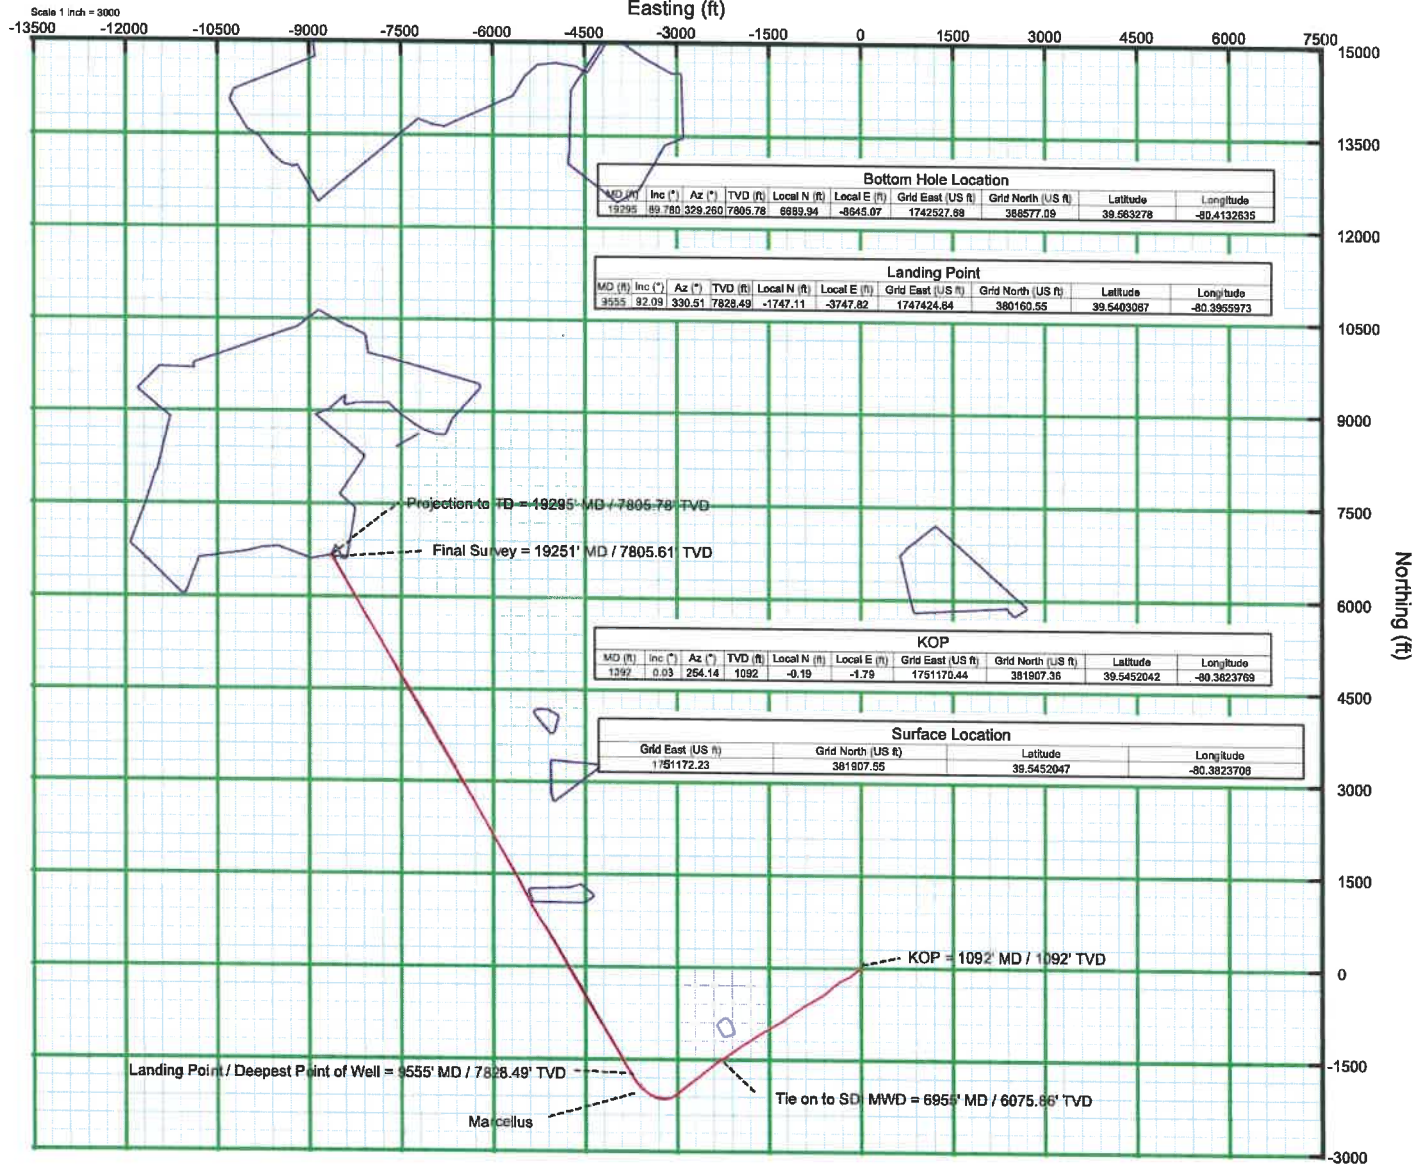 Scale 1 inch = 3000
Easting (ft)
-13500 -12000 -10500 -9000 -7500 -6000 -4500 -3000 -1500 0 1500 3000 4500 6000 7500
15000
13500
Bottom Hole Location
MD (ft) Inc (°) Az (°) TVD (ft) Local N (ft) Local E (ft) Grid East (US ft) Grid North (US ft) Latitude Longitude
19295 89.780 329.260 7805.78 6669.94 -8645.07 1742527.68 388577.09 39.563278 -80.4132635
12000
Landing Point
MD (ft) Inc (°) Az (°) TVD (ft) Local N (ft) Local E (ft) Grid East (US ft) Grid North (US ft) Latitude Longitude
9555 92.09 330.51 7828.49 -1747.11 -3747.82 1747424.64 380160.55 39.5403087 -80.3955973
10500
9000
Projection to TD = 19295' MD / 7805.78' TVD
7500
Final Survey = 19251' MD / 7805.61' TVD
Northing (ft)
6000
KOP
MD (ft) Inc (°) Az (°) TVD (ft) Local N (ft) Local E (ft) Grid East (US ft) Grid North (US ft) Latitude Longitude
1092 0.03 254.14 1092 -0.19 -1.79 1751170.44 381907.36 39.5452042 -80.3823769
4500
Surface Location
Grid East (US ft) Grid North (US ft) Latitude Longitude
1751172.23 381907.55 39.5452047 -80.3823708
3000
1500
KOP = 1092' MD / 1092' TVD
0
Landing Point / Deepest Point of Well = 9555' MD / 7828.49' TVD
-1500
Tie on to SDI MWD = 6955' MD / 6075.86' TVD
Marcellus
-3000